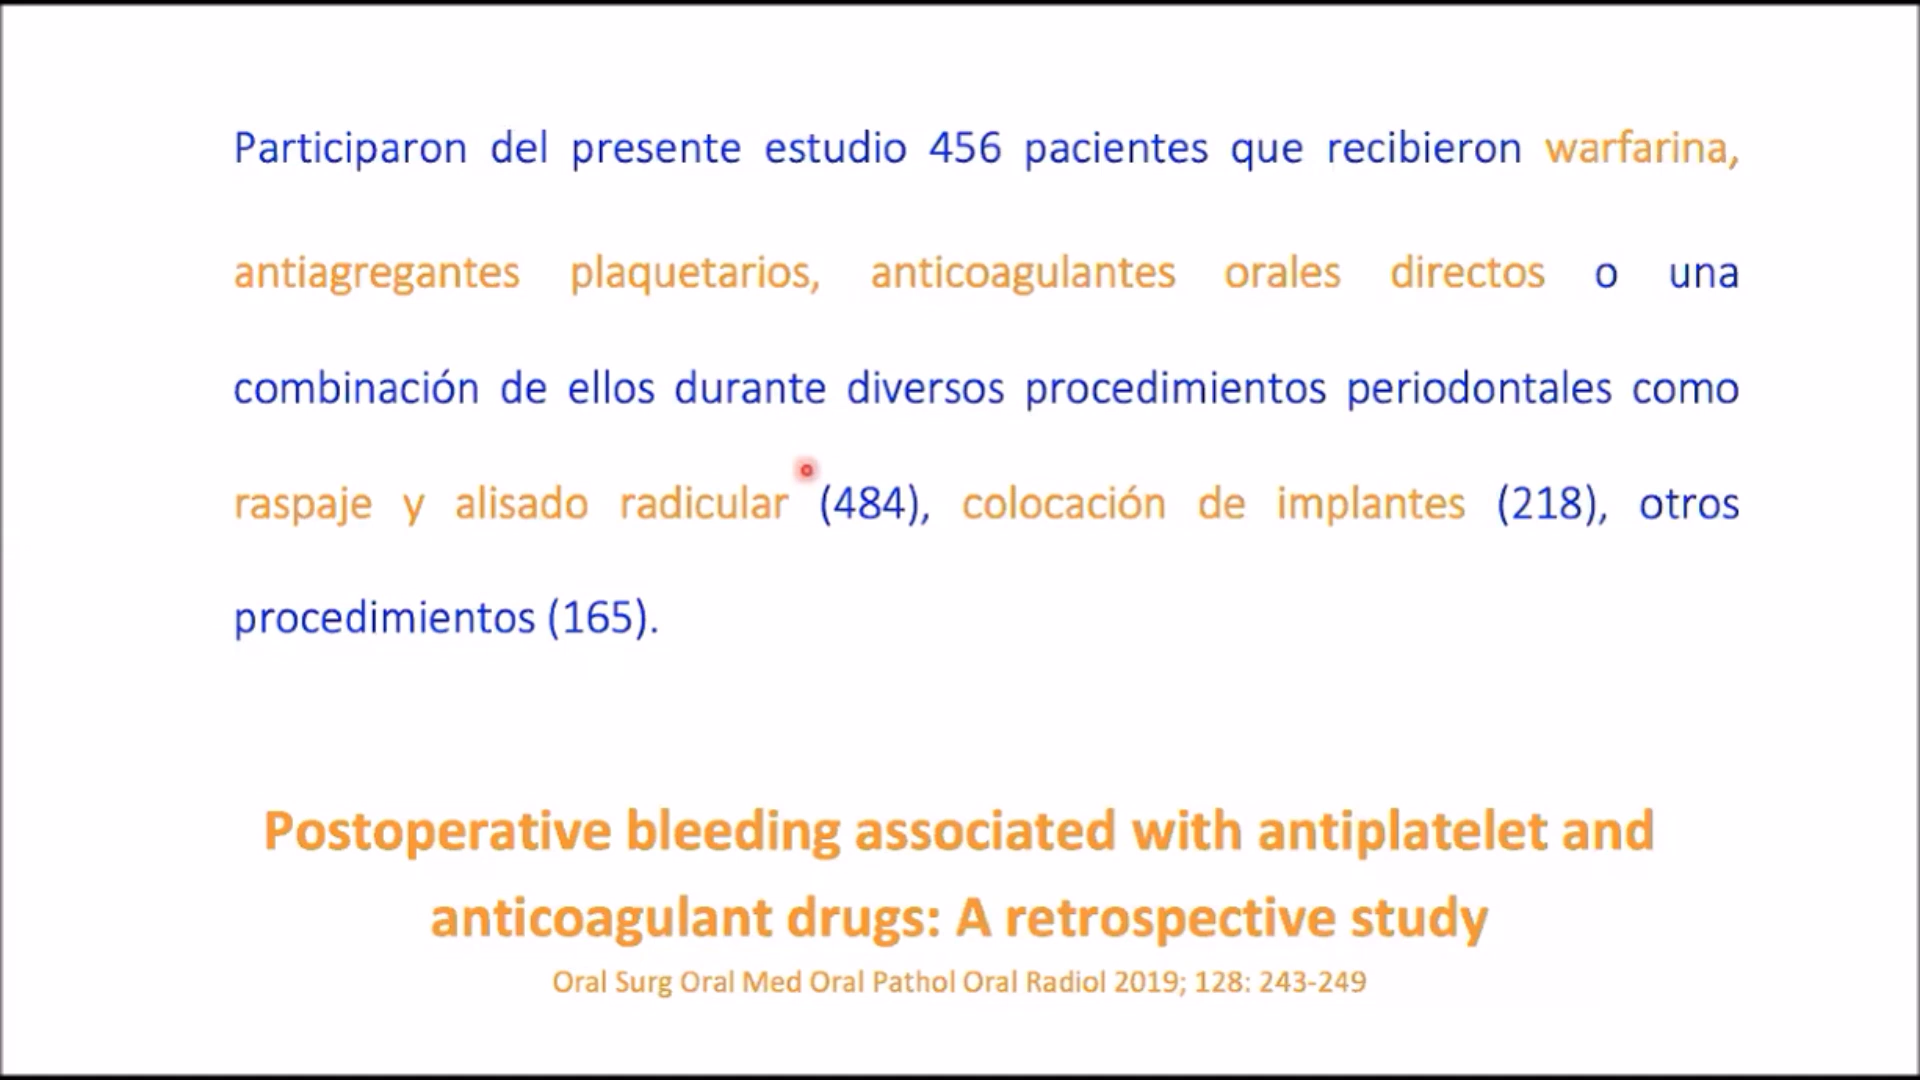 Participaron del presente estudio 456 pacientes que recibieron warfarina,
antiagregantes plaquetarios, anticoagulantes orales directos o una
combinación de ellos durante diversos procedimientos periodontales como
raspaje y alisado radicular (484), colocación de implantes (218), otros
procedimientos (165).
Postoperative bleeding associated with antiplatelet and
anticoagulant drugs: A retrospective study
Oral Surg Oral Med Oral Pathol Oral Radiol 2019; 128: 243-249